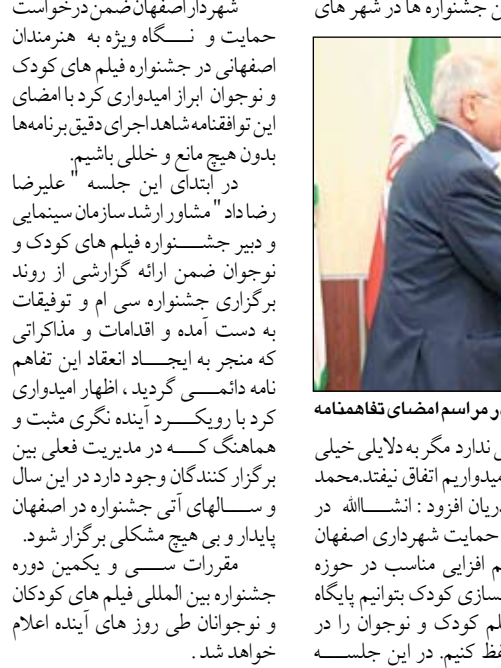 جشنواره ها در شهر های
مراسم امضای تفاهمنامه
ندارد مگر به دلایلی خیلی
امیدواریم اتفاق نیفتد.محمد
افزود : انشاالله در
حمایت شهرداری اصفهان
افزایی مناسب در حوزه
کودک بتوانیم پایگاه
کودک و نوجوان را در
کنیم. در این جلسه
شهردار اصفهان ضمن درخواست
حمایت و نگاه ویژه به هنرمندان
اصفهانی در جشنواره فیلم های کودک
و نوجوان ابراز امیدواری کرد با امضای
این توافقنامه شاهد اجرای دقیق برنامه‌ها
بدون هیچ مانع و خللی باشیم.
در ابتدای این جلسه " علیرضا
رضاداد" مشاور ارشد سازمان سینمایی
و دبیر جشنواره فیلم های کودک و
نوجوان ضمن ارائه گزارشی از روند
برگزاری جشنواره سی ام و توفیقات
به دست آمده و اقدامات و مذاکراتی
که منجر به ایجاد انعقاد این تفاهم
نامه دائمی گردید ، اظهار امیدواری
کرد با رویکرد آینده نگری مثبت و
هماهنگ که در مدیریت فعلی بین
برگزار کنندگان وجود دارد در این سال
و سالهای آتی جشنواره در اصفهان
پایدار و بی هیچ مشکلی برگزار شود.
مقررات سی و یکمین دوره
جشنواره بین المللی فیلم های کودکان
و نوجوانان طی روز های آینده اعلام
خواهد شد .